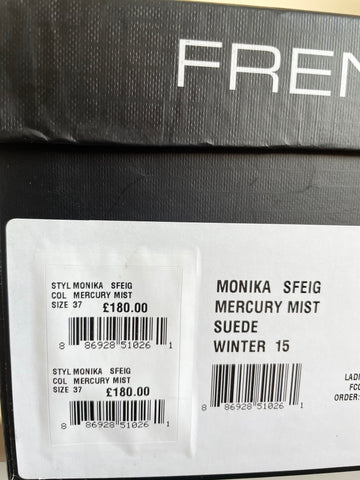 FREN
STYL MONIKA SFEIG
COL MERCURY MIST
SIZE 37
£180.00
8 86928 51026 1
STYL MONIKA SFEIG
COL MERCURY MIST
SIZE 37
£180.00
8 86928 51026 1
MONIKA SFEIG
MERCURY MIST
SUEDE
WINTER 15
8 86928 51026 1
LADI
FCO
ORDER: